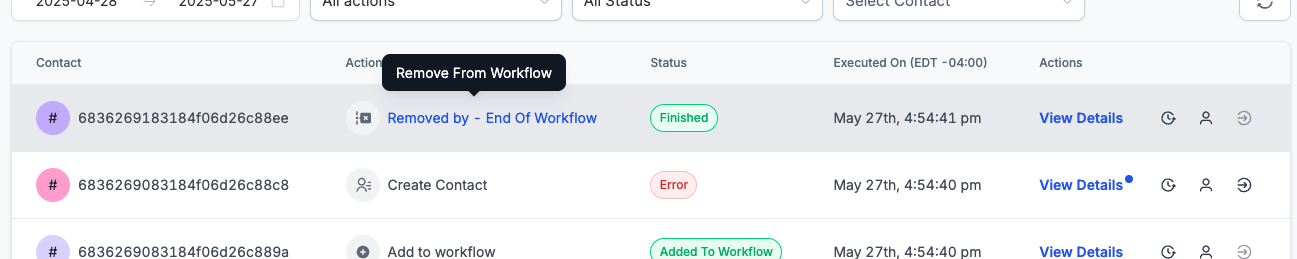 2025-04-28 → 2025-05-27 All actions All Status Select Contact
Contact Action Status Executed On (EDT -04:00) Actions
Remove From Workflow
# 6836269183184f06d26c88ee Removed by - End Of Workflow Finished May 27th, 4:54:41 pm View Details
# 6836269083184f06d26c88c8 Create Contact Error May 27th, 4:54:40 pm View Details
# 6836269083184f06d26c889a Add to workflow Added To Workflow May 27th, 4:54:40 pm View Details